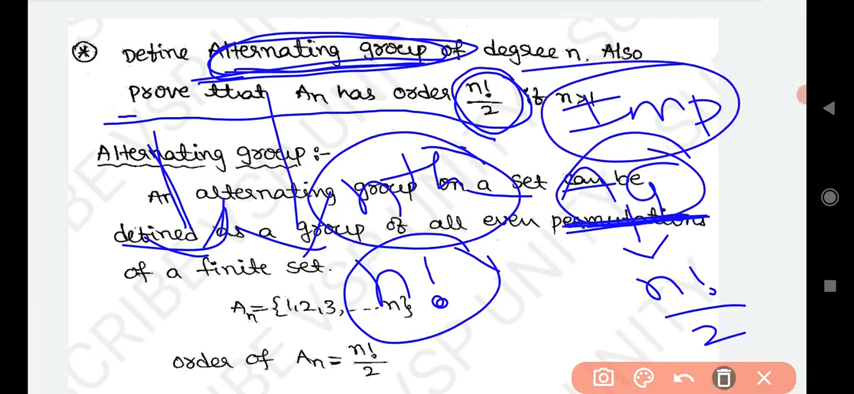 * Define Alternating group of degree n. Also
prove that An has order n!/2 if n>1
Imp
Alternating group :-
An alternating group on a set can be
defined as a group of all even permutations
of a finite set.
n!
n!/2
An = {1,2,3, ....n}
order of An = n!/2